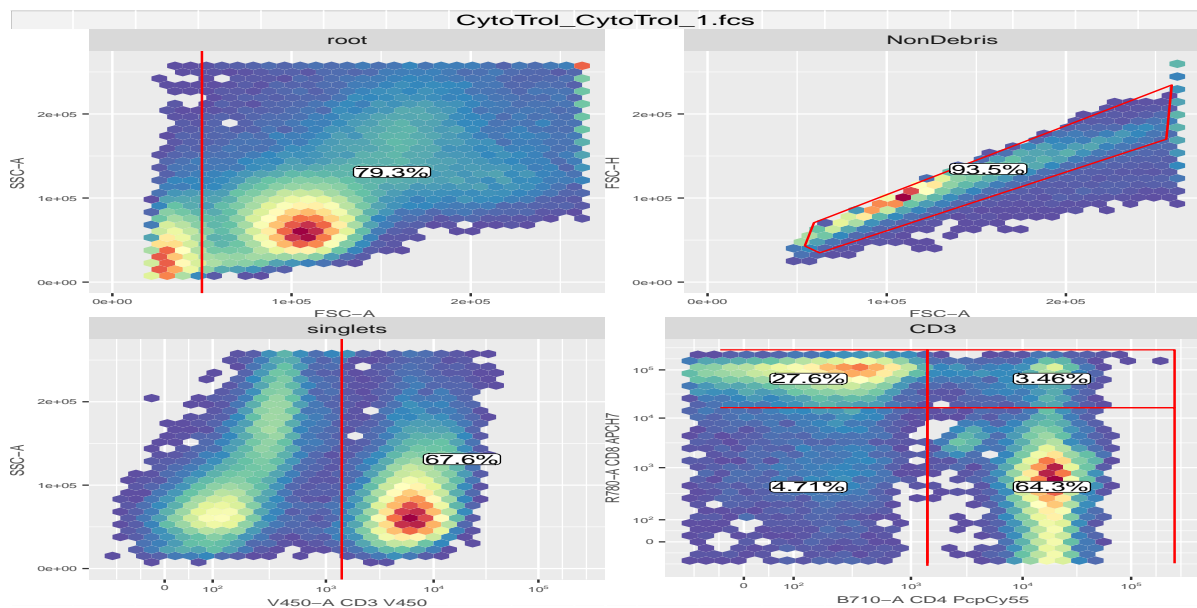 CytoTrol_CytoTrol_1.fcs
root
SSC-A
2e+05
1e+05
0e+00
79.3%
0e+00 1e+05 2e+05
FSC-A
NonDebris
FSC-H
2e+05
1e+05
0e+00
93.5%
0e+00 1e+05 2e+05
FSC-A
singlets
SSC-A
2e+05
1e+05
0e+00
67.6%
0 10² 10³ 10⁴
V450-A CD3 V450
CD3
R780-A CD8 APCH7
10⁵
10⁴
10³
10²
0
27.6% 3.46%
4.71% 64.3%
0 10² 10³ 10⁴ 10⁵
B710-A CD4 PcpCy55